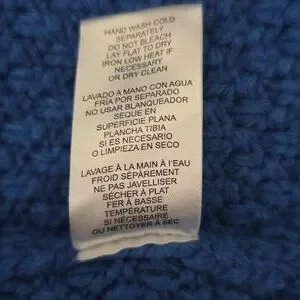 HAND WASH COLD
SEPARATELY
DO NOT BLEACH
LAY FLAT TO DRY
IRON LOW HEAT IF
NECESSARY
OR DRY CLEAN
LAVADO A MANO CON AGUA
FRÍA POR SEPARADO
NO USAR BLANQUEADOR
SEQUE EN
SUPERFICIE PLANA
PLANCHA TIBIA
SI ES NECESARIO
O LIMPIEZA EN SECO
LAVAGE À LA MAIN À l'EAU
FROID SÉPÁREMENT
NE PAS JAVELLISER
SÉCHER À PLAT
FER À BASSE
TEMPÉRATURE
SI NÉCESSAIRE
OU NETTOYER À SEC